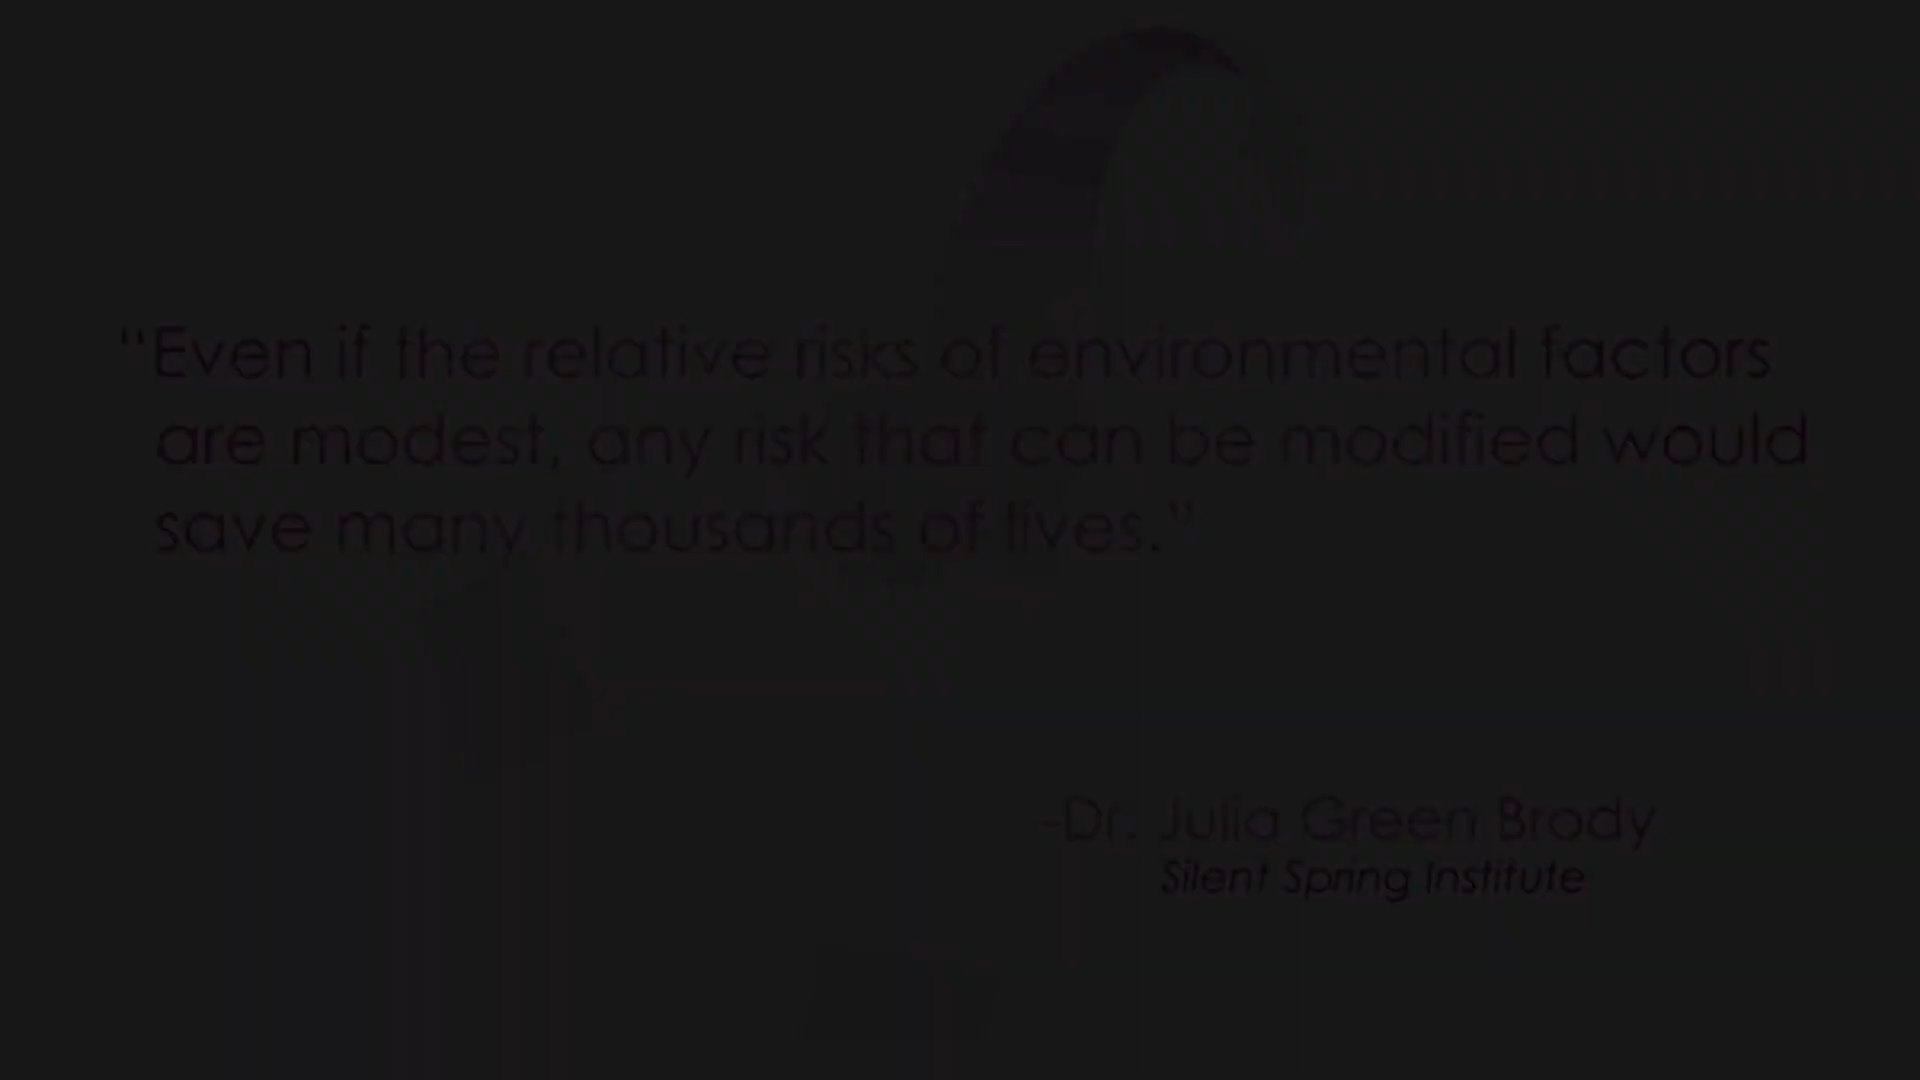 “Even if the relative risks of environmental factors
are modest, any risk that can be modified would
save many thousands of lives.”
-Dr. Julia Green Brody
Silent Spring Institute